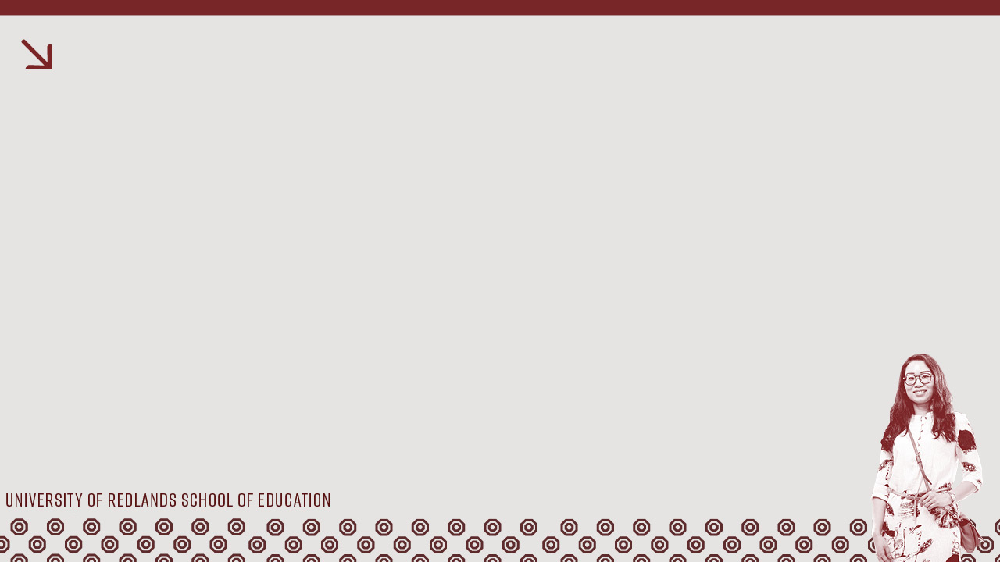 UNIVERSITY OF REDLANDS SCHOOL OF EDUCATION